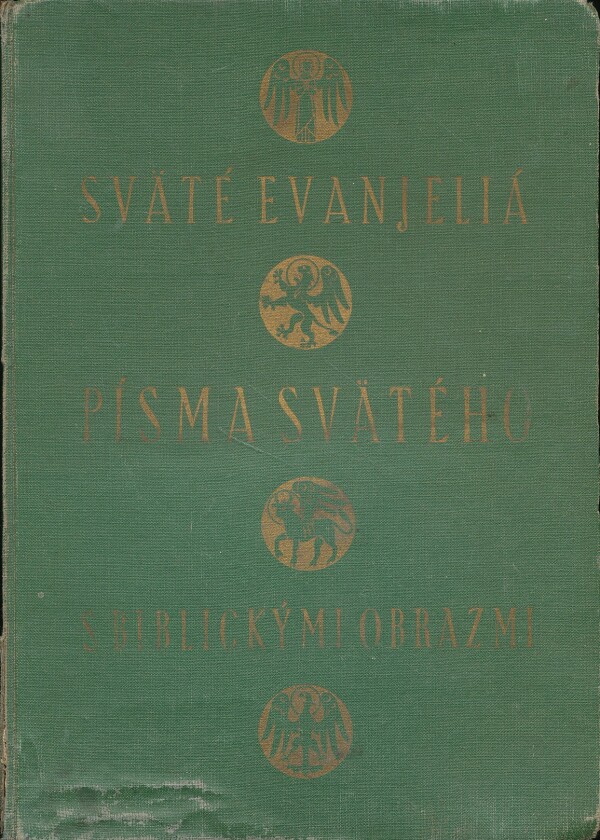 SVÄTÉ EVANJELIÁ
PÍSMA SVÄTÉHO
S BIBLICKÝMI OBRAZMI